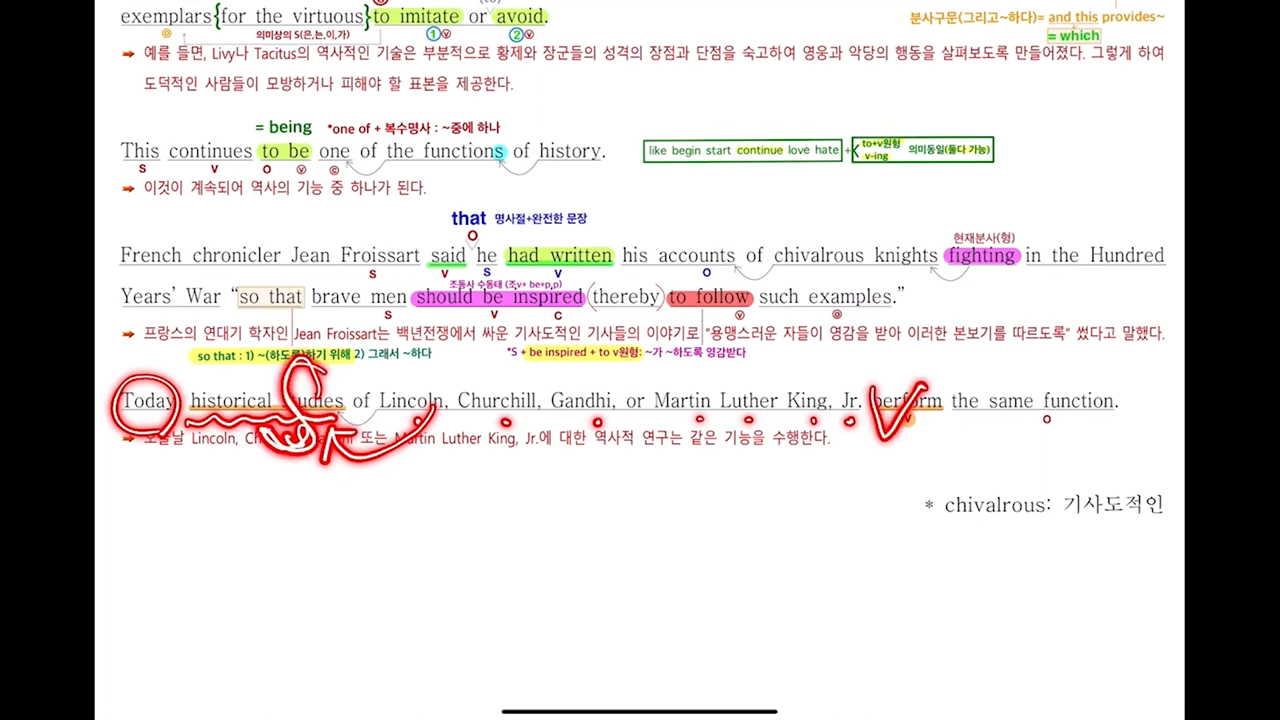 exemplars{for the virtuous}to imitate or avoid.
분사구문(그리고~하다)= and this provides~
= which
ⓞ 의미상의 S(은,는,이,가) ①ⓥ ②ⓥ
➡ 예를 들면, Livy나 Tacitus의 역사적인 기술은 부분적으로 황제와 장군들의 성격의 장점과 단점을 숙고하여 영웅과 악당의 행동을 살펴보도록 만들어졌다. 그렇게 하여
도덕적인 사람들이 모방하거나 피해야 할 표본을 제공한다.
= being *one of + 복수명사 : ~중에 하나
This continues to be one of the functions of history.
like begin start continue love hate + to+v원형 v-ing 의미동일(둘다 가능)
S V O ⓥ ⓒ
➡ 이것이 계속되어 역사의 기능 중 하나가 된다.
that 명사절+완전한 문장
O 현재분사(형)
French chronicler Jean Froissart said he had written his accounts of chivalrous knights fighting in the Hundred
S V S V O
조동사 수동태 (조v+ be+p,p)
Years’ War “so that brave men should be inspired (thereby) to follow such examples.”
S V C ⓥ ⓞ
➡ 프랑스의 연대기 학자인 Jean Froissart는 백년전쟁에서 싸운 기사도적인 기사들의 이야기로 “용맹스러운 자들이 영감을 받아 이러한 본보기를 따르도록” 썼다고 말했다.
so that : 1) ~(하도록)하기 위해 2) 그래서 ~하다 *S + be inspired + to v원형: ~가 ~하도록 영감받다
Today historical studies of Lincoln, Churchill, Gandhi, or Martin Luther King, Jr. perform the same function.
S V O
➡ 오늘날 Lincoln, 또는 Martin Luther King, Jr.에 대한 역사적 연구는 같은 기능을 수행한다.
* chivalrous: 기사도적인